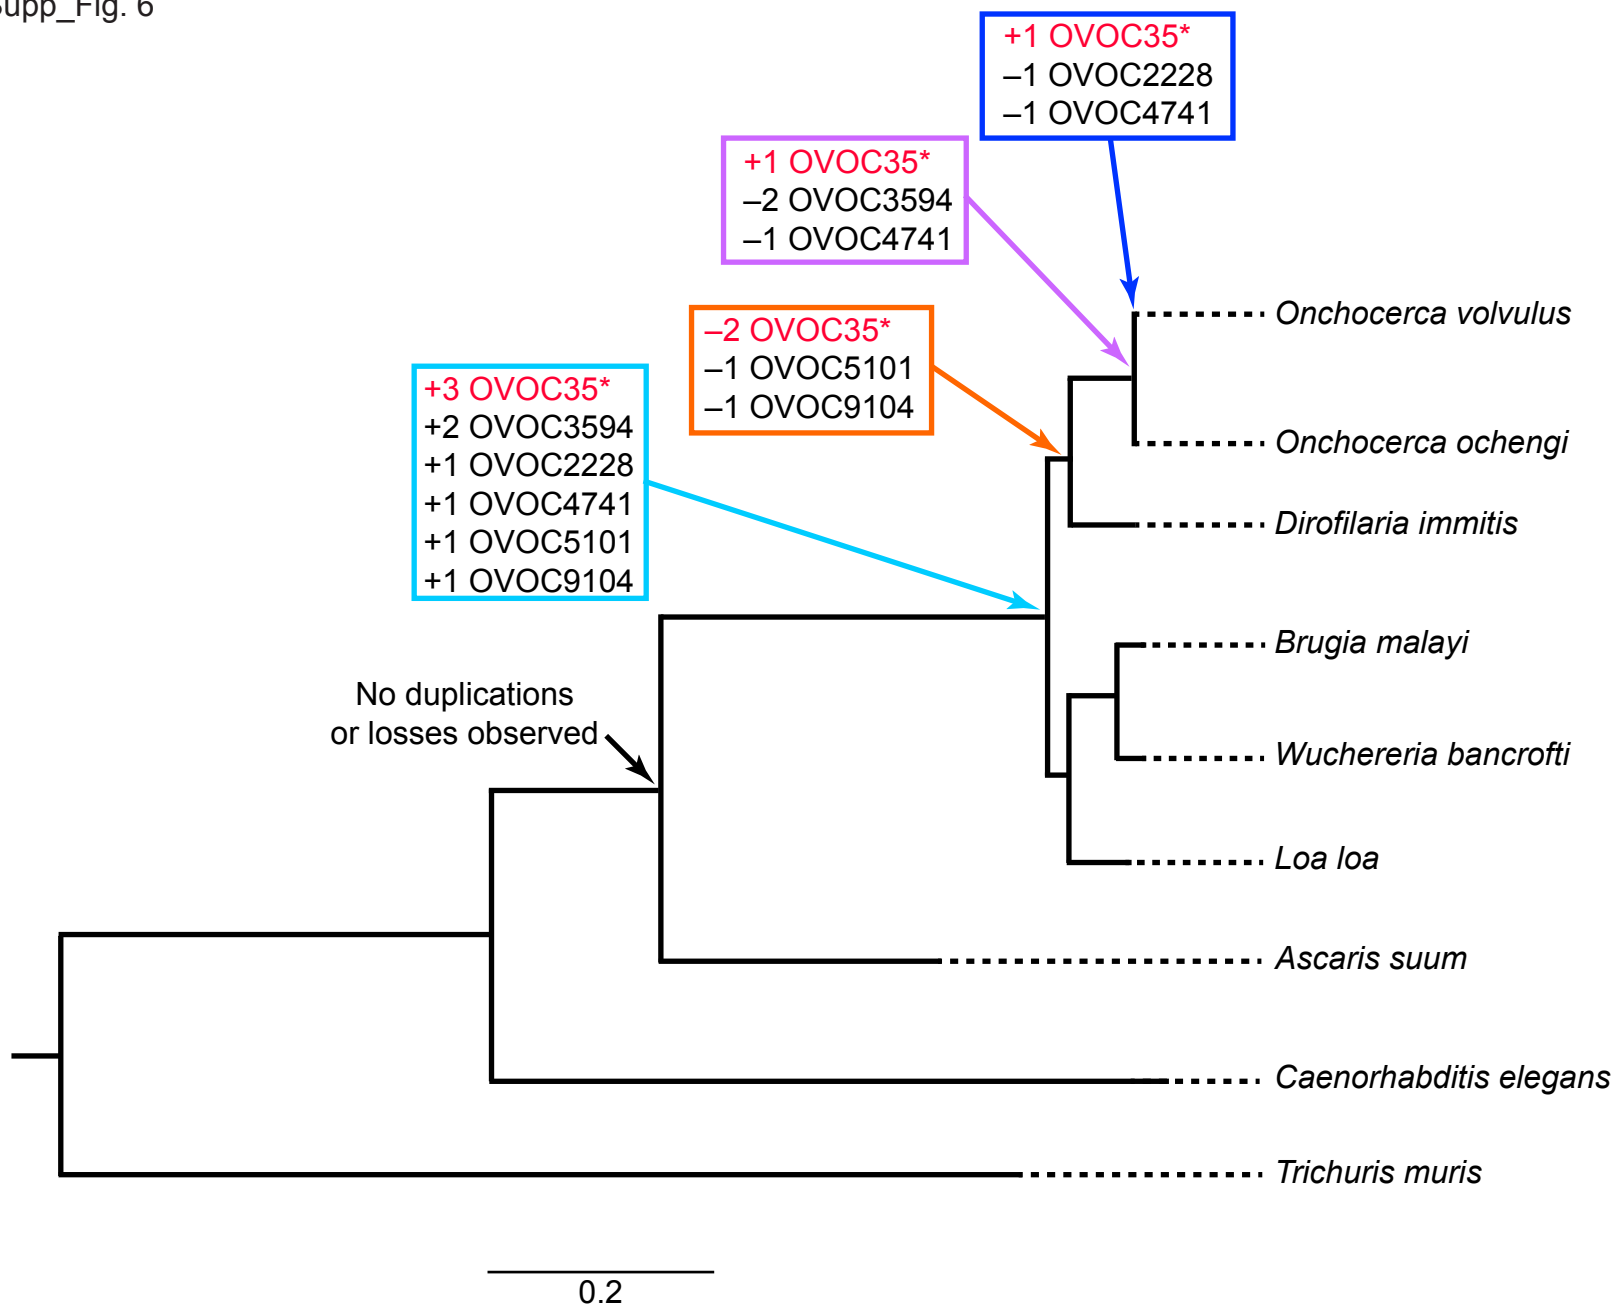 Supp_Fig. 6
+1 OVOC35*
–1 OVOC2228
–1 OVOC4741
+1 OVOC35*
–2 OVOC3594
–1 OVOC4741
–2 OVOC35*
–1 OVOC5101
–1 OVOC9104
+3 OVOC35*
+2 OVOC3594
+1 OVOC2228
+1 OVOC4741
+1 OVOC5101
+1 OVOC9104
No duplications
or losses observed
Onchocerca volvulus
Onchocerca ochengi
Dirofilaria immitis
Brugia malayi
Wuchereria bancrofti
Loa loa
Ascaris suum
Caenorhabditis elegans
Trichuris muris
0.2